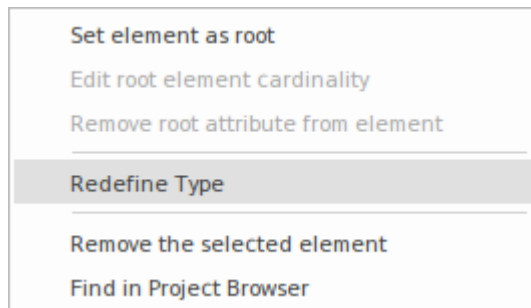 Set element as root
Edit root element cardinality
Remove root attribute from element
Redefine Type
Remove the selected element
Find in Project Browser